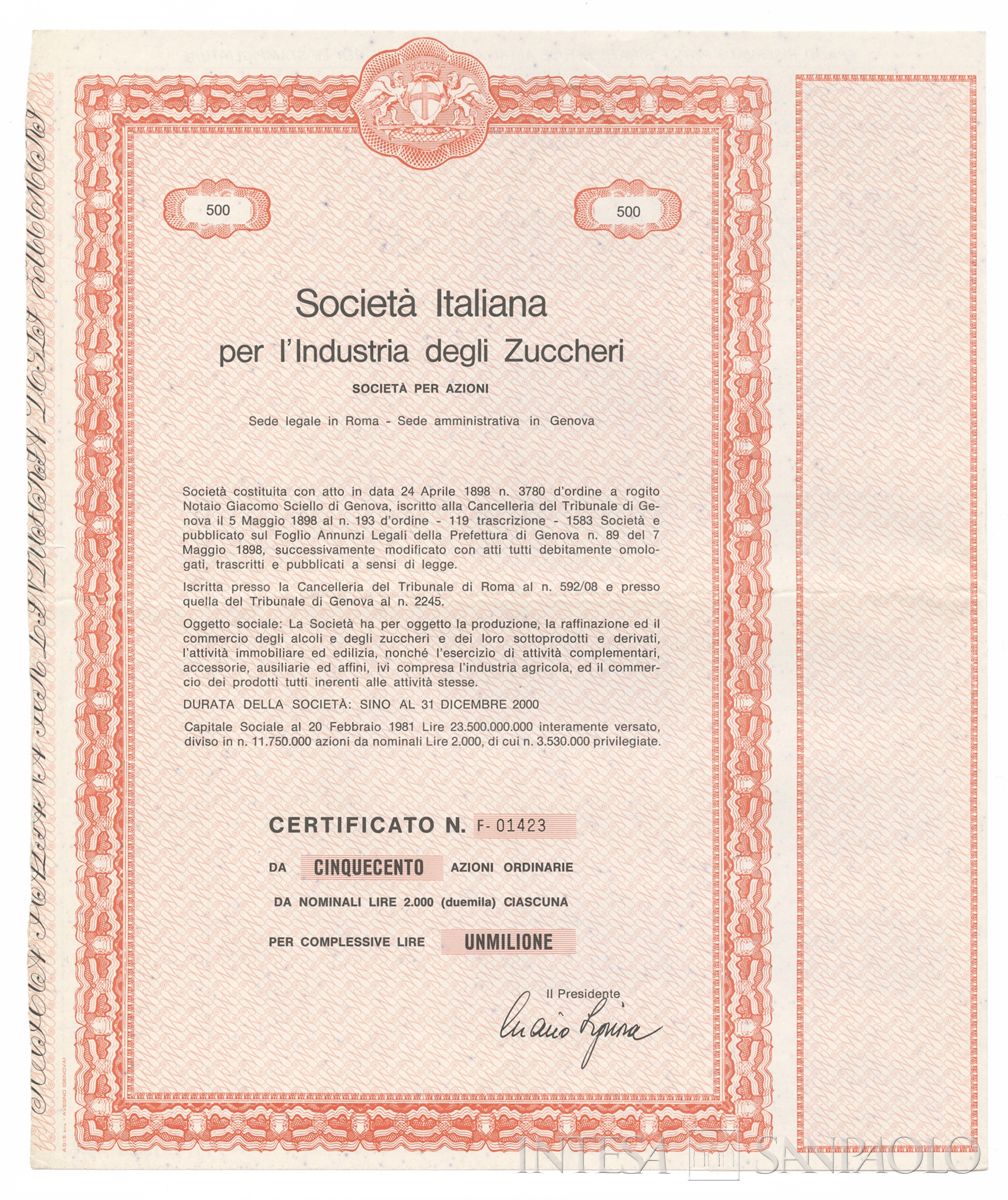 500
500
Società Italiana
per l'Industria degli Zuccheri
SOCIETÀ PER AZIONI
Sede legale in Roma - Sede amministrativa in Genova
Società costituita con atto in data 24 Aprile 1898 n. 3780 d'ordine a rogito
Notaio Giacomo Sciello di Genova, iscritto alla Cancelleria del Tribunale di Ge-
nova il 5 Maggio 1898 al n. 193 d'ordine - 119 trascrizione - 1583 Società e
pubblicato sul Foglio Annunzi Legali della Prefettura di Genova n. 89 del 7
Maggio 1898, successivamente modificato con atti tutti debitamente omolo-
gati, trascritti e pubblicati a sensi di legge.
Iscritta presso la Cancelleria del Tribunale di Roma al n. 592/08 e presso
quella del Tribunale di Genova al n. 2245.
Oggetto sociale: La Società ha per oggetto la produzione, la raffinazione ed il
commercio degli alcoli e degli zuccheri e dei loro sottoprodotti e derivati,
l'attività immobiliare ed edilizia, nonché l'esercizio di attività complementari,
accessorie, ausiliarie ed affini, ivi compresa l'industria agricola, ed il commer-
cio dei prodotti tutti inerenti alle attività stesse.
DURATA DELLA SOCIETÀ: SINO AL 31 DICEMBRE 2000
Capitale Sociale al 20 Febbraio 1981 Lire 23.500.000.000 interamente versato,
diviso in n. 11.750.000 azioni da nominali Lire 2.000, di cui n. 3.530.000 privilegiate.
CERTIFICATO N. F-01423
DA CINQUECENTO AZIONI ORDINARIE
DA NOMINALI LIRE 2.000 (duemila) CIASCUNA
PER COMPLESSIVE LIRE UNMILIONE
Il Presidente
INTESA SANPAOLO